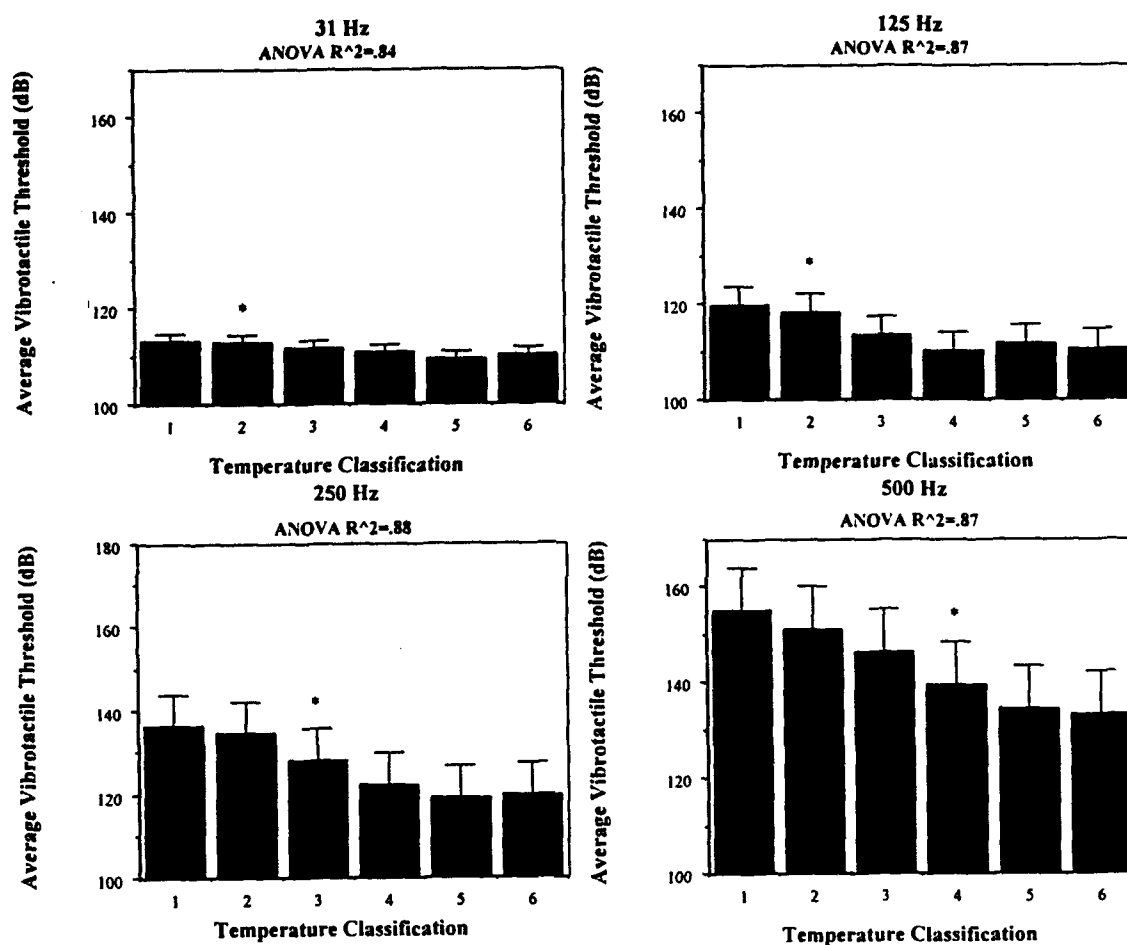 31 Hz
ANOVA R^2=.84
Average Vibrotactile Threshold (dB)
160
140
120
100
*
1 2 3 4 5 6
Temperature Classification
125 Hz
ANOVA R^2=.87
Average Vibrotactile Threshold (dB)
160
140
120
100
*
1 2 3 4 5 6
Temperature Classification
250 Hz
ANOVA R^2=.88
Average Vibrotactile Threshold (dB)
180
160
140
120
100
*
1 2 3 4 5 6
Temperature Classification
500 Hz
ANOVA R^2=.87
Average Vibrotactile Threshold (dB)
160
140
120
100
*
1 2 3 4 5 6
Temperature Classification